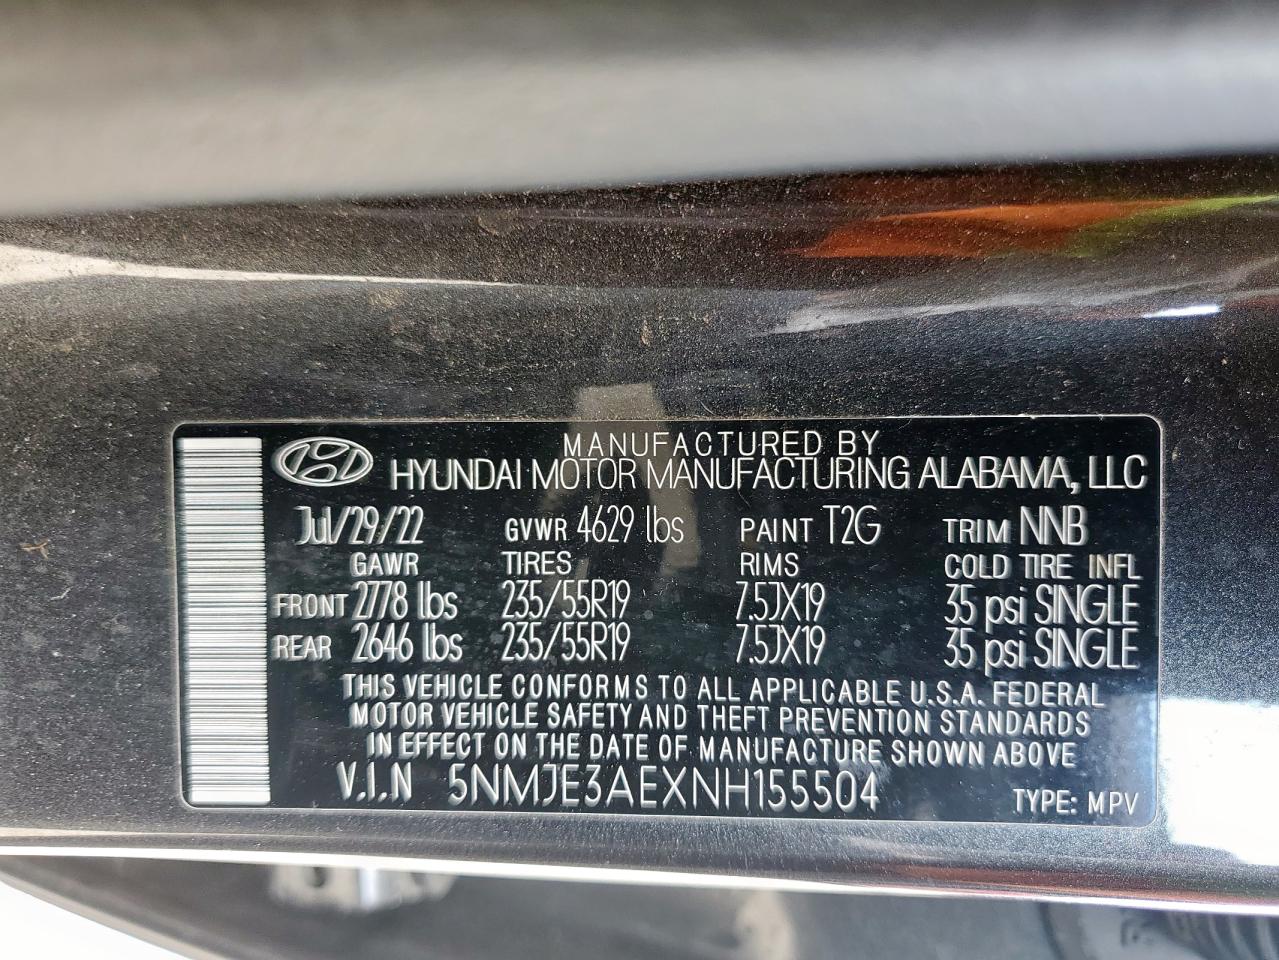 MANUFACTURED BY
HYUNDAI MOTOR MANUFACTURING ALABAMA, LLC
Jul/29/22 GVWR 4629 lbs PAINT T2G TRIM NNB
GAWR TIRES RIMS COLD TIRE INFL
FRONT 2778 lbs 235/55R19 7.5JX19 35 psi SINGLE
REAR 2646 lbs 235/55R19 7.5JX19 35 psi SINGLE
THIS VEHICLE CONFORMS TO ALL APPLICABLE U.S.A. FEDERAL
MOTOR VEHICLE SAFETY AND THEFT PREVENTION STANDARDS
IN EFFECT ON THE DATE OF MANUFACTURE SHOWN ABOVE
V.I.N 5NMJE3AEXNH155504 TYPE: MPV